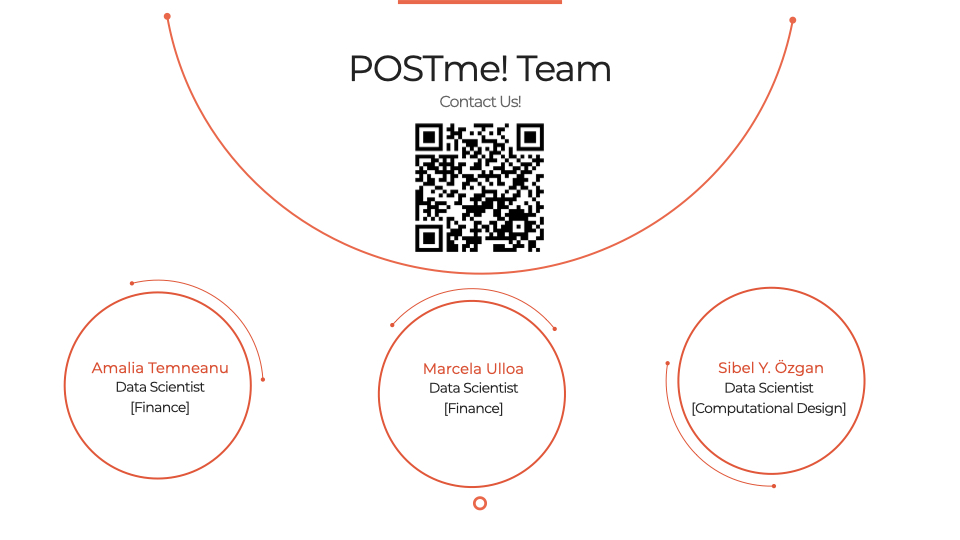 POSTme! Team
Contact Us!
Amalia Temneanu
Data Scientist
[Finance]
Marcela Ulloa
Data Scientist
[Finance]
Sibel Y. Özgan
Data Scientist
[Computational Design]